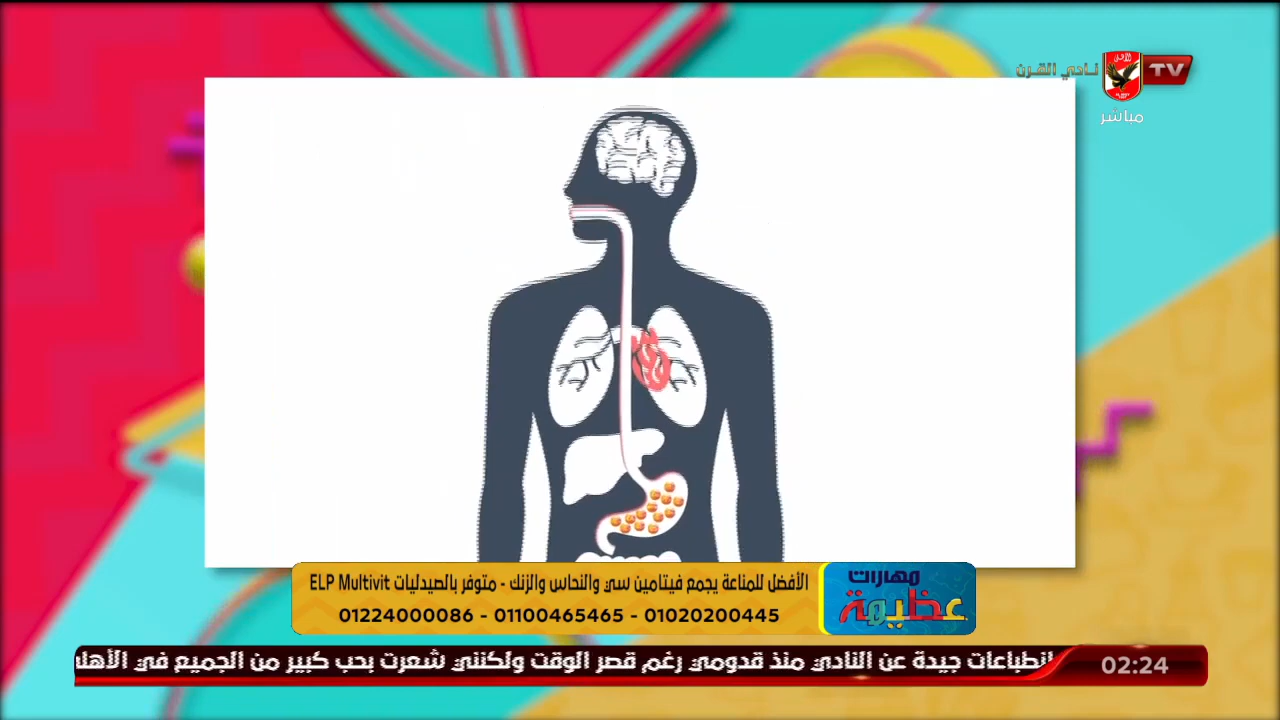 نادي القرن
TV
مباشر
الأفضل للمناعة يجمع فيتامين سي والنحاس والزنك - متوفر بالصيدليات ELP Multivit
01224000086 - 01100465465 - 01020200445
مهارات
عظيمة
انطباعات جيدة عن النادي منذ قدومي رغم قصر الوقت ولكنني شعرت بحب كبير من الجميع في الأهلي
02:24